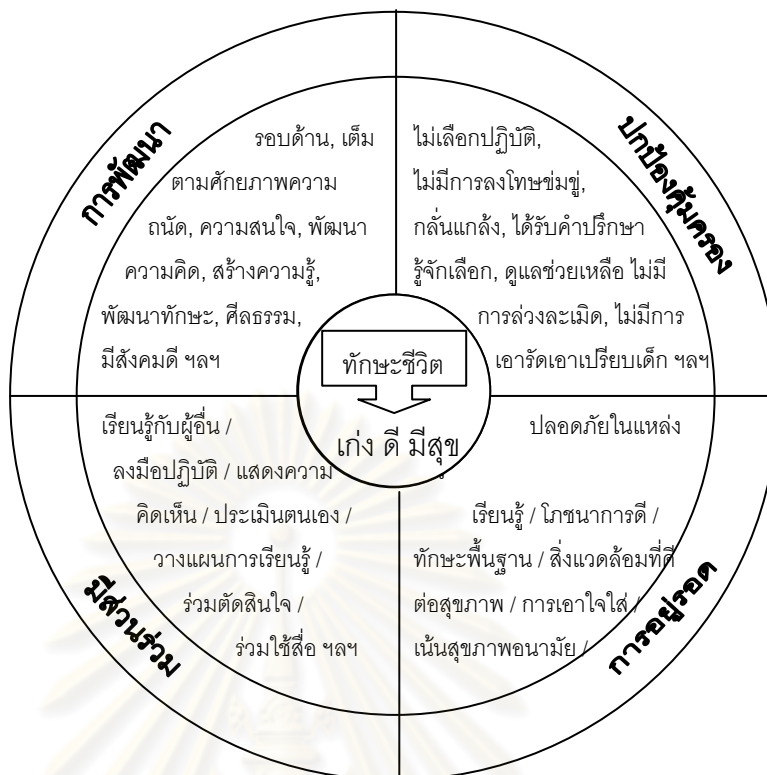 การพัฒนา
รอบด้าน, เต็ม
ตามศักยภาพความ
ถนัด, ความสนใจ, พัฒนา
ความคิด, สร้างความรู้,
พัฒนาทักษะ, ศีลธรรม,
มีสังคมดี ฯลฯ
ปกป้องคุ้มครอง
ไม่เลือกปฏิบัติ,
ไม่มีการลงโทษข่มขู่,
กลั่นแกล้ง, ได้รับคำปรึกษา
รู้จักเลือก, ดูแลช่วยเหลือ ไม่มี
การล่วงละเมิด, ไม่มีการ
เอารัดเอาเปรียบเด็ก ฯลฯ
ทักษะชีวิต
เก่ง ดี มีสุข
มีส่วนร่วม
เรียนรู้กับผู้อื่น /
ลงมือปฏิบัติ / แสดงความ
คิดเห็น / ประเมินตนเอง /
วางแผนการเรียนรู้ /
ร่วมตัดสินใจ /
ร่วมใช้สื่อ ฯลฯ
การอยู่รอด
ปลอดภัยในแหล่ง
เรียนรู้ / โภชนาการดี /
ทักษะพื้นฐาน / สิ่งแวดล้อมที่ดี
ต่อสุขภาพ / การเอาใจใส่ /
เน้นสุขภาพอนามัย /